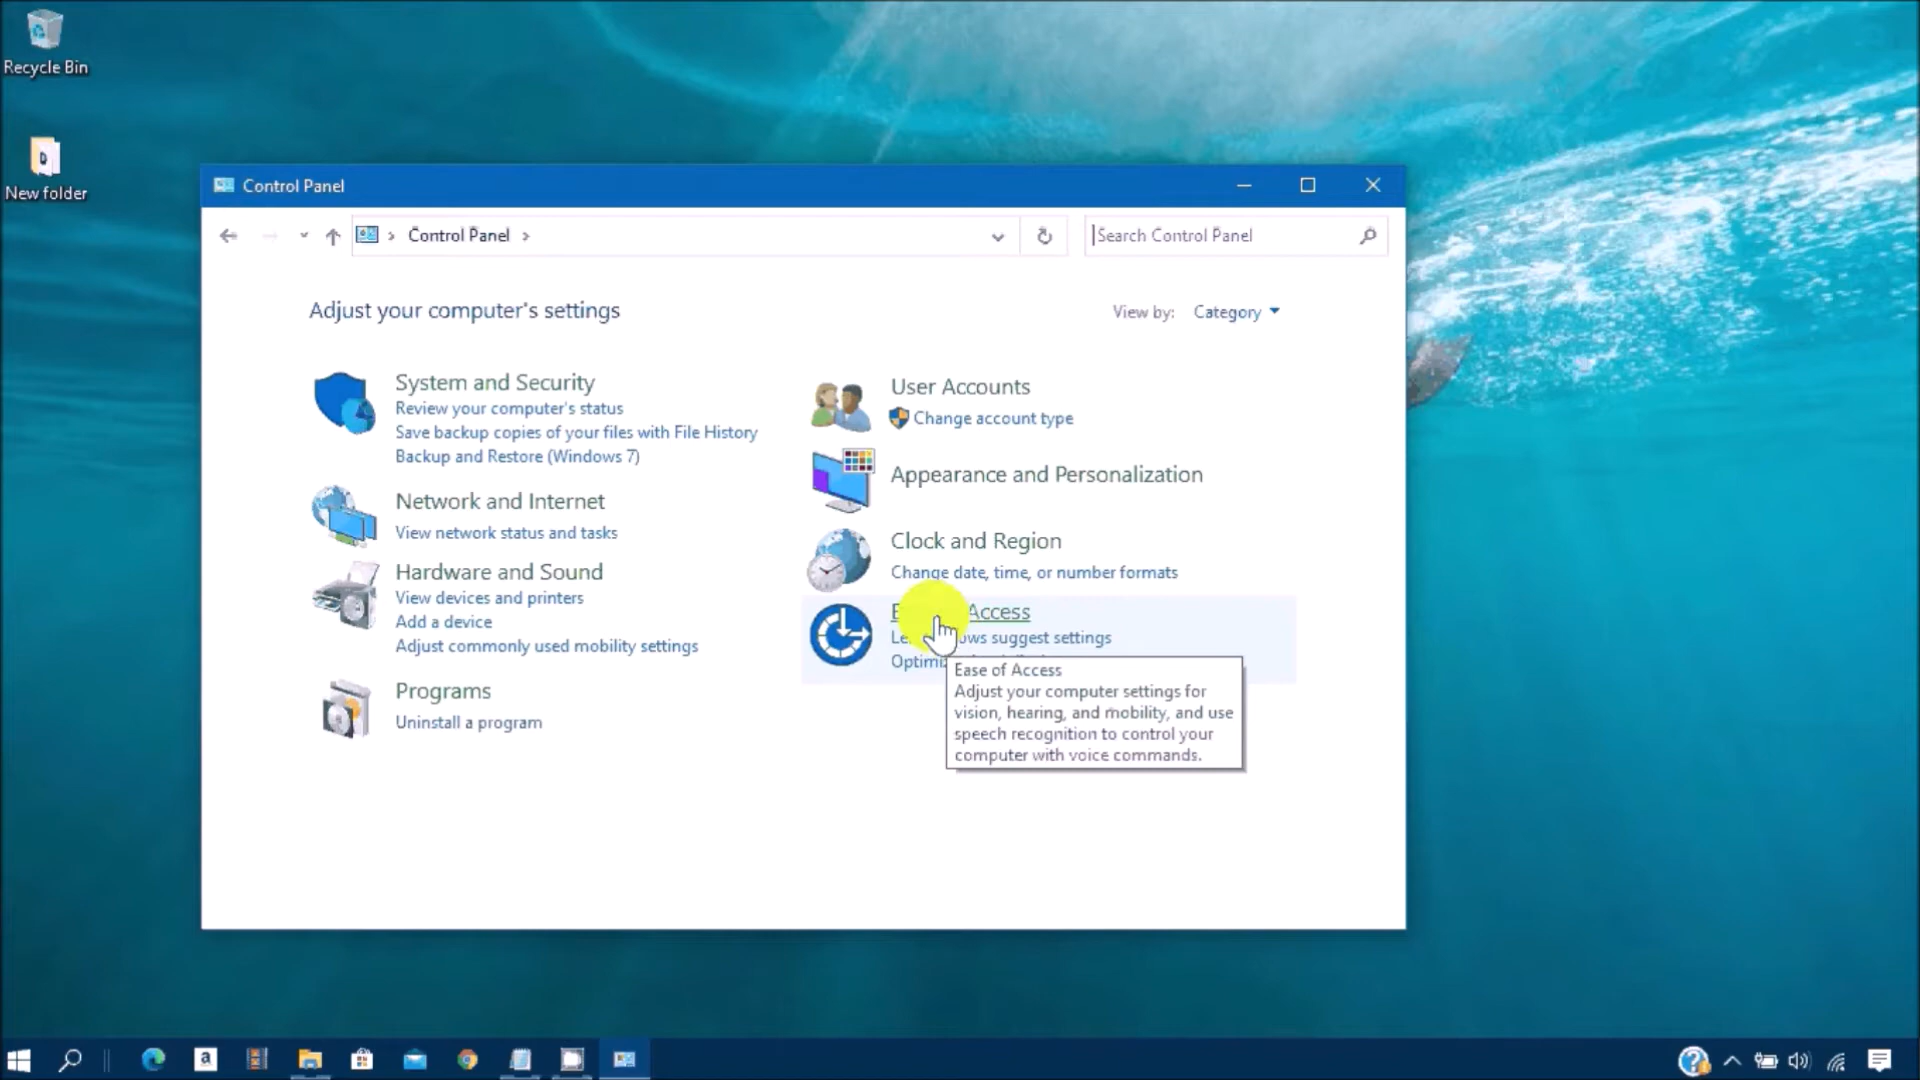 Recycle Bin
New folder
Control Panel
Control Panel
Search Control Panel
Adjust your computer's settings
View by: Category
System and Security
Review your computer's status
Save backup copies of your files with File History
Backup and Restore (Windows 7)
Network and Internet
View network status and tasks
Hardware and Sound
View devices and printers
Add a device
Adjust commonly used mobility settings
Programs
Uninstall a program
User Accounts
Change account type
Appearance and Personalization
Clock and Region
Change date, time, or number formats
Access
suggest settings
Ease of Access
Adjust your computer settings for
vision, hearing, and mobility, and use
speech recognition to control your
computer with voice commands.